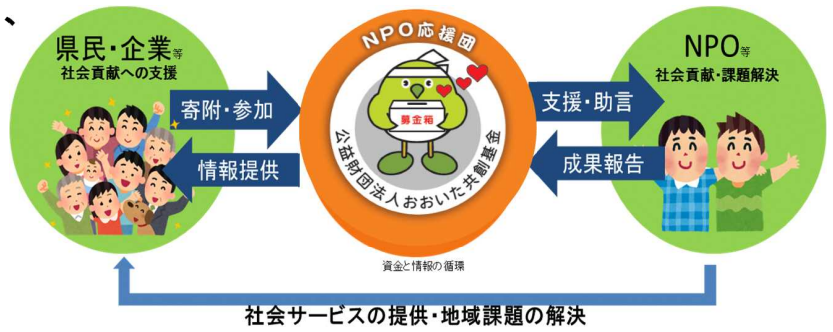 、
県民・企業等
社会貢献への支援
寄附・参加
情報提供
NPO応援団
募金箱
公益財団法人おおいた共創基金
支援・助言
成果報告
NPO等
社会貢献・課題解決
資金と情報の循環
社会サービスの提供・地域課題の解決